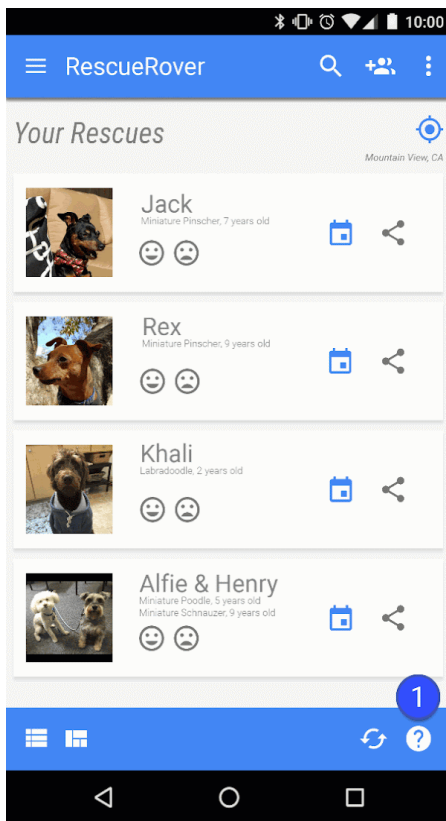 10:00
RescueRover
Your Rescues
Mountain View, CA
Jack
Miniature Pinscher, 7 years old
Rex
Miniature Pinscher, 9 years old
Khali
Labradoodle, 2 years old
Alfie & Henry
Miniature Poodle, 5 years old
Miniature Schnauzer, 9 years old
1